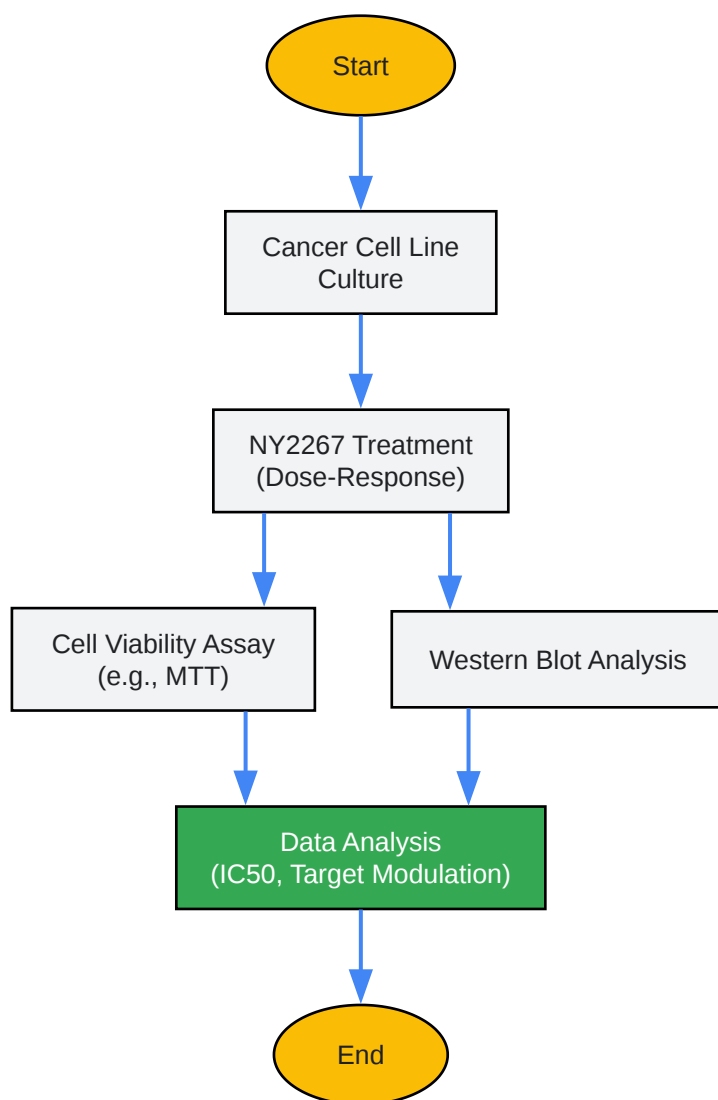 Start
Cancer Cell Line
Culture
NY2267 Treatment
(Dose-Response)
Cell Viability Assay
(e.g., MTT)
Western Blot Analysis
Data Analysis
(IC50, Target Modulation)
End